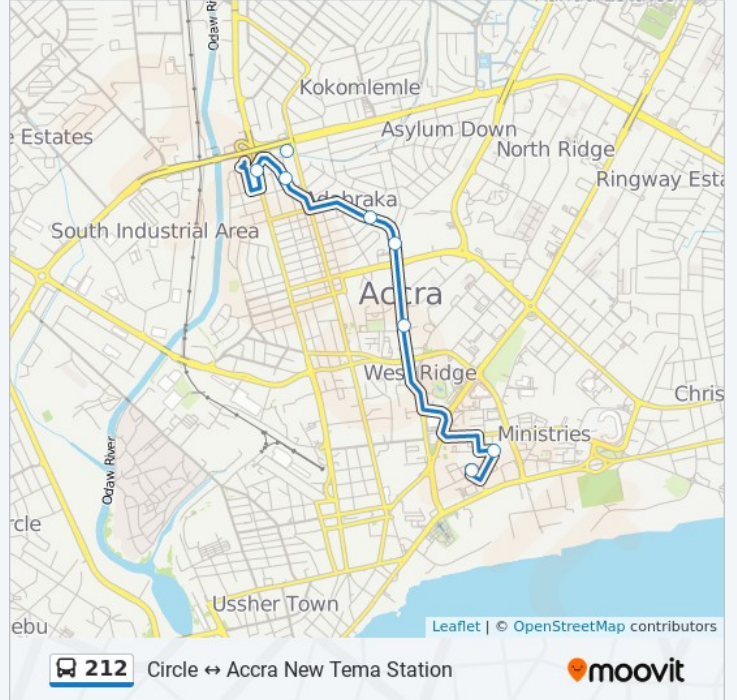 Odaw Ri
Kokomlemle
e Estates
Asylum Down
North Ridge
Ringway Esta
Adabraka
South Industrial Area
Accra
West Ridge
Chris
Ministries
Odaw River
rcle
Ussher Town
ebu
Leaflet | © OpenStreetMap contributors
212 Circle ↔ Accra New Tema Station
moovit